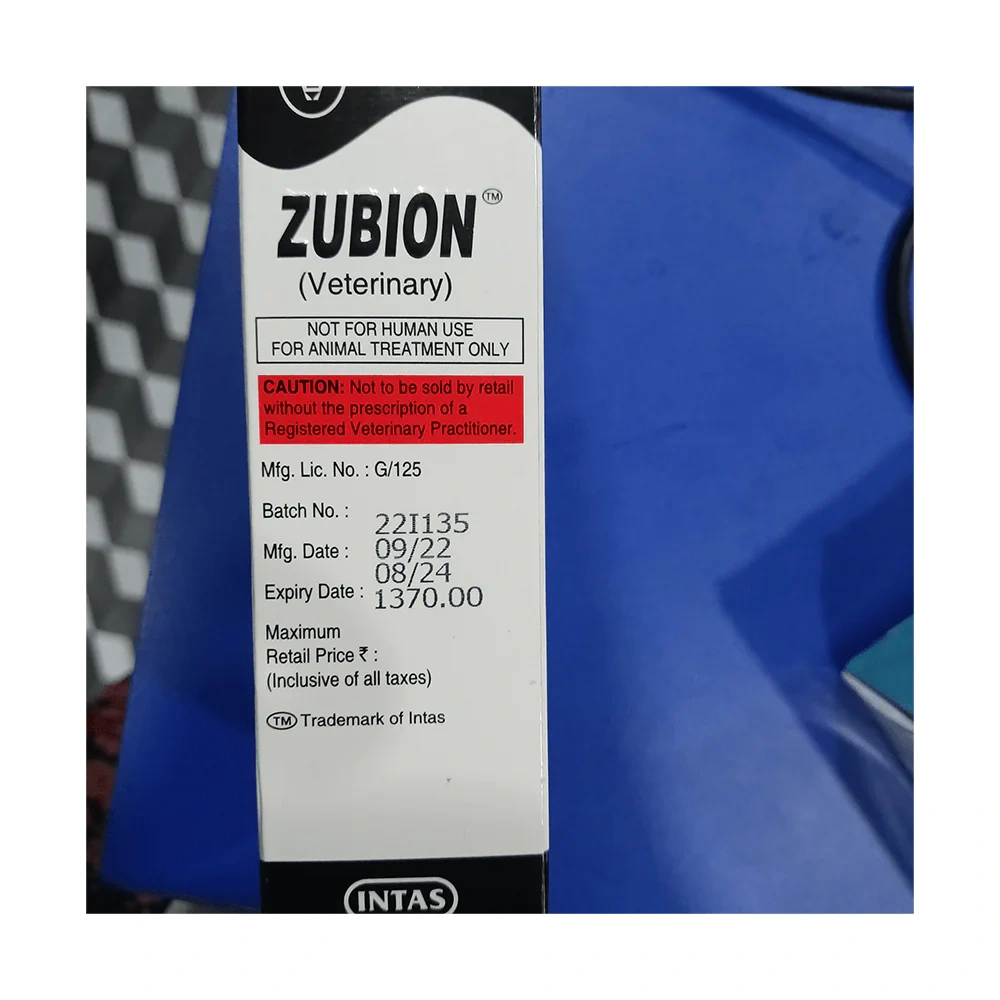 ZUBION™
(Veterinary)
NOT FOR HUMAN USE
FOR ANIMAL TREATMENT ONLY
CAUTION: Not to be sold by retail
without the prescription of a
Registered Veterinary Practitioner.
Mfg. Lic. No. : G/125
Batch No. : 22I135
Mfg. Date : 09/22
Expiry Date : 08/24
1370.00
Maximum
Retail Price ₹ :
(Inclusive of all taxes)
TM Trademark of Intas
INTAS